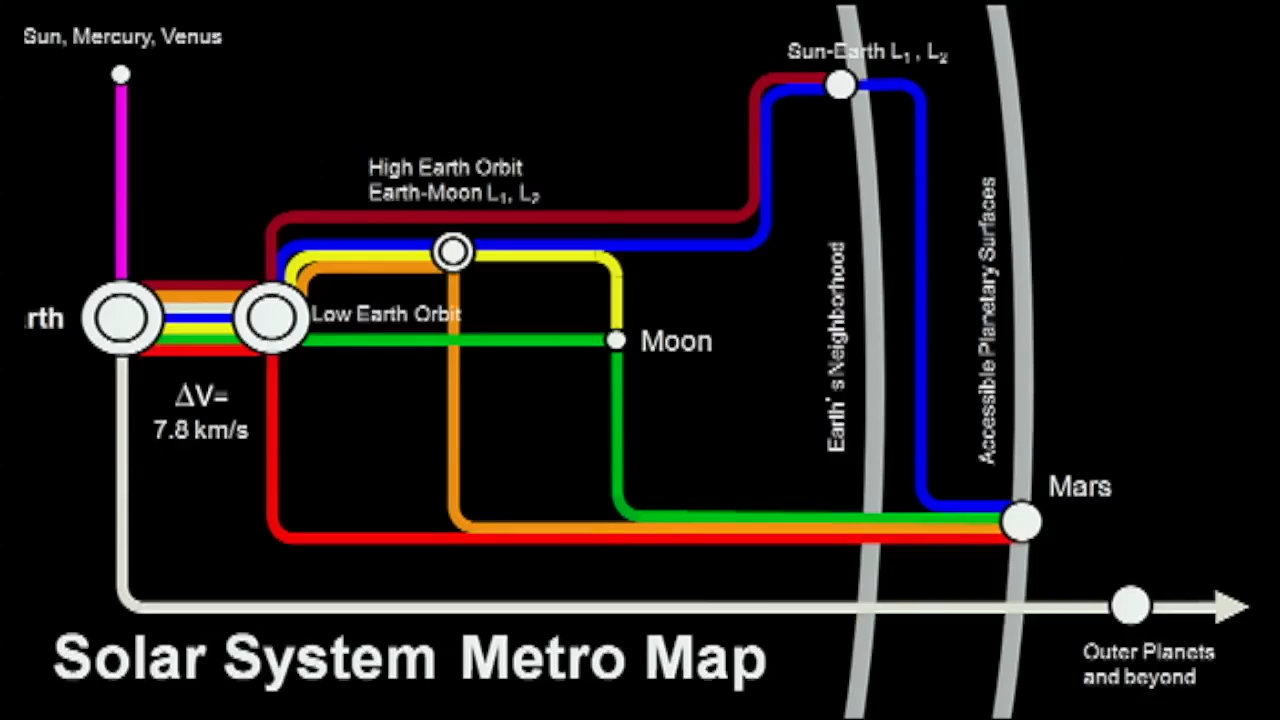 Sun, Mercury, Venus
Sun-Earth L₁ , L₂
High Earth Orbit
Earth-Moon L₁, L₂
rth
Low Earth Orbit
Moon
Earth's Neighborhood
Accessible Planetary Surfaces
ΔV=
7.8 km/s
Mars
Solar System Metro Map
Outer Planets
and beyond